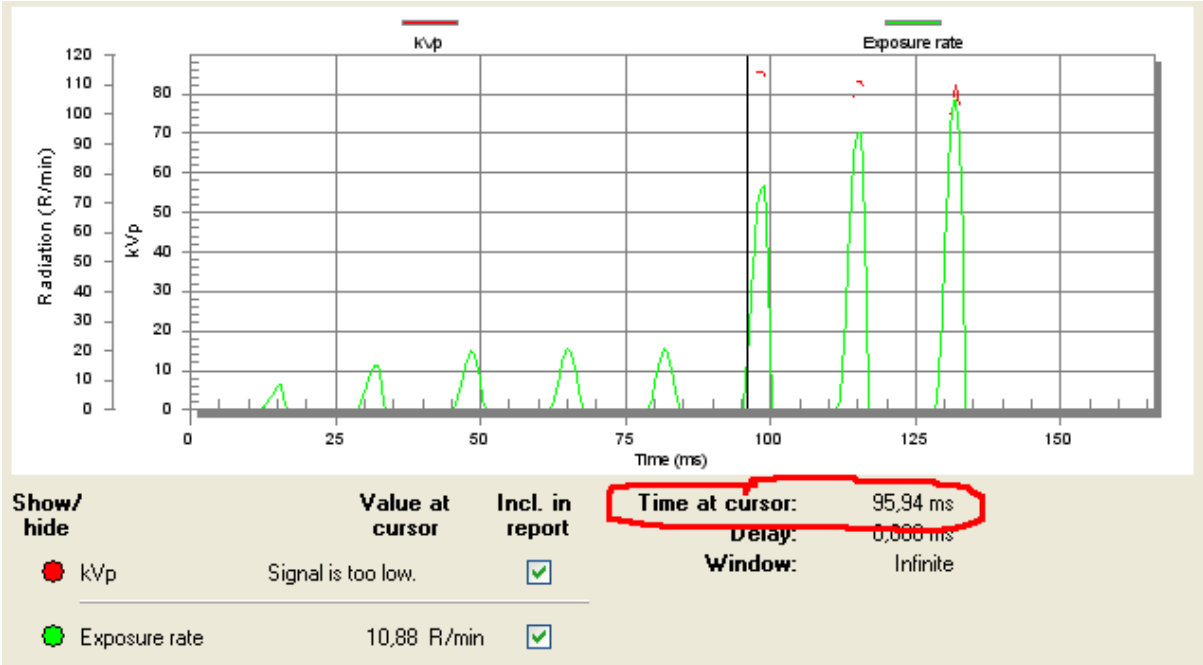 kVp
Exposure rate
120
110
100
90
80
70
60
50
40
30
20
10
0
Radiation (R/min)
80
70
60
50
40
30
20
10
0
kVp
0 25 50 75 100 125 150
Time (ms)
Show/ hide
Value at cursor
Incl. in report
Time at cursor: 95,94 ms
Delay: 0,000 ms
Window: Infinite
kVp Signal is too low.
Exposure rate 10,88 R/min